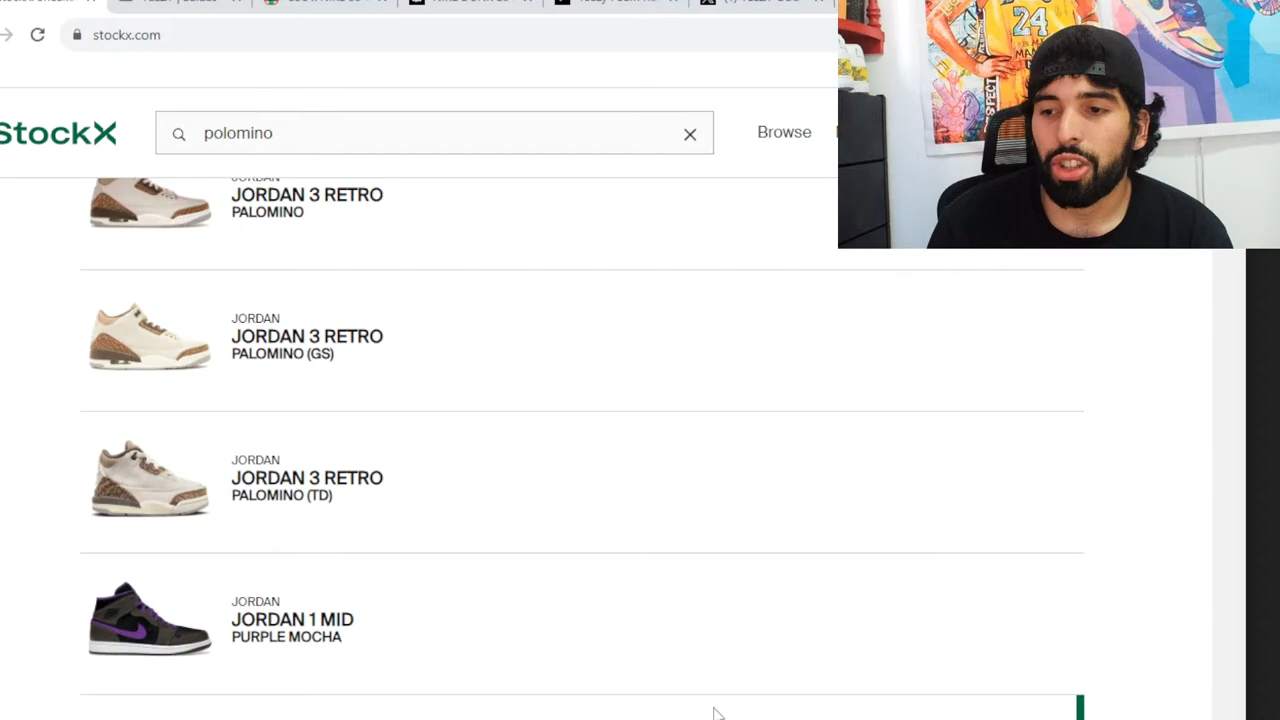 stockx.com
StockX
polomino
Browse
JORDAN
JORDAN 3 RETRO
PALOMINO
JORDAN
JORDAN 3 RETRO
PALOMINO (GS)
JORDAN
JORDAN 3 RETRO
PALOMINO (TD)
JORDAN
JORDAN 1 MID
PURPLE MOCHA
24